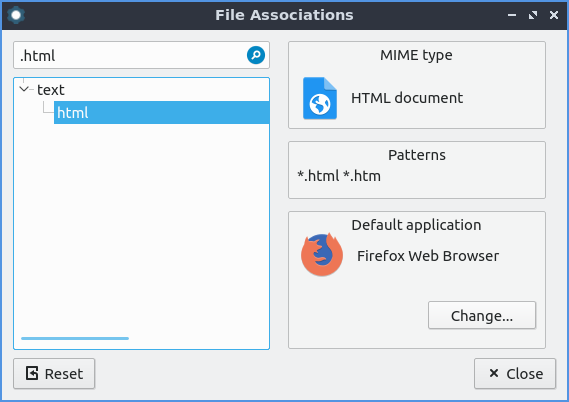 File Associations
.html
text
html
MIME type
HTML document
Patterns
*.html *.htm
Default application
Firefox Web Browser
Change...
Reset
Close